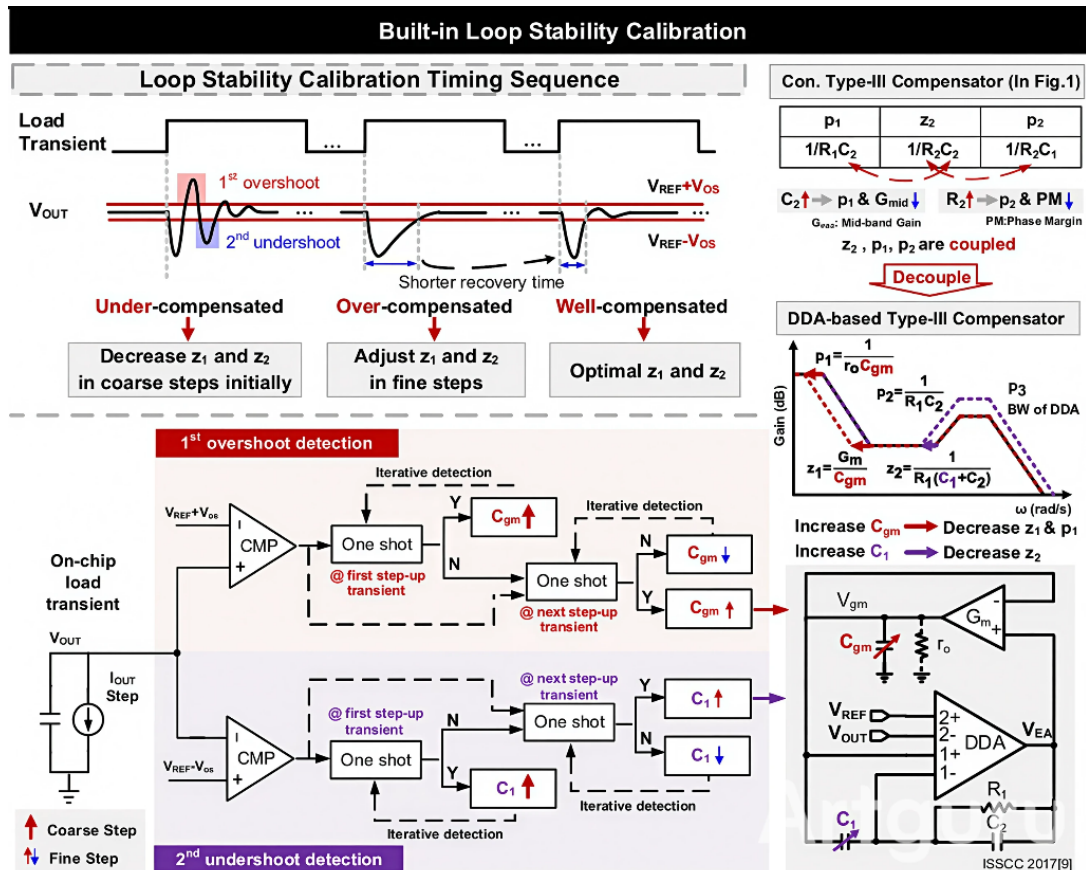 Built-in Loop Stability Calibration
Loop Stability Calibration Timing Sequence
Load
Transient
...
...
1st overshoot
VREF+VOS
VOUT
...
...
...
2nd undershoot
VREF-VOS
Shorter recovery time
Under-compensated
Over-compensated
Well-compensated
Decrease z1 and z2
in coarse steps initially
Adjust z1 and z2
in fine steps
Optimal z1 and z2
Con. Type-III Compensator (In Fig.1)
p1 z2 p2
1/R1C2 1/R2C2 1/R2C1
C2↑ → p1 & Gmid↓
R2↑ → p2 & PM↓
: Mid-band Gain
PM:Phase Margin
z2 , p1, p2 are coupled
Decouple
DDA-based Type-III Compensator
Gain (dB)
p1=1/roCgm
p2=1/R1C2
P3
BW of DDA
z1=Gm/Cgm
z2=1/R1(C1+C2)
ω (rad/s)
Increase Cgm → Decrease z1 & p1
Increase C1 → Decrease z2
1st overshoot detection
Iterative detection
VREF+Vos
-
+
CMP
One shot
Y
N
Cgm↑
@ first step-up
transient
Iterative detection
One shot
N
Y
Cgm↓
Cgm↑
@ next step-up
transient
On-chip
load
transient
VOUT
IOUT
Step
@ first step-up
transient
@ next step-up
transient
-
+
CMP
VREF-Vos
One shot
N
Y
C1↑
Iterative detection
One shot
Y
N
C1↑
C1↓
Iterative detection
2nd undershoot detection
↑ Coarse Step
↑↓ Fine Step
Vgm
Cgm
ro
Gm
-
+
VREF
VOUT
2+
2-
1+
1-
DDA
VEA
R1
C1
C2
Artguru
ISSCC 2017[9]